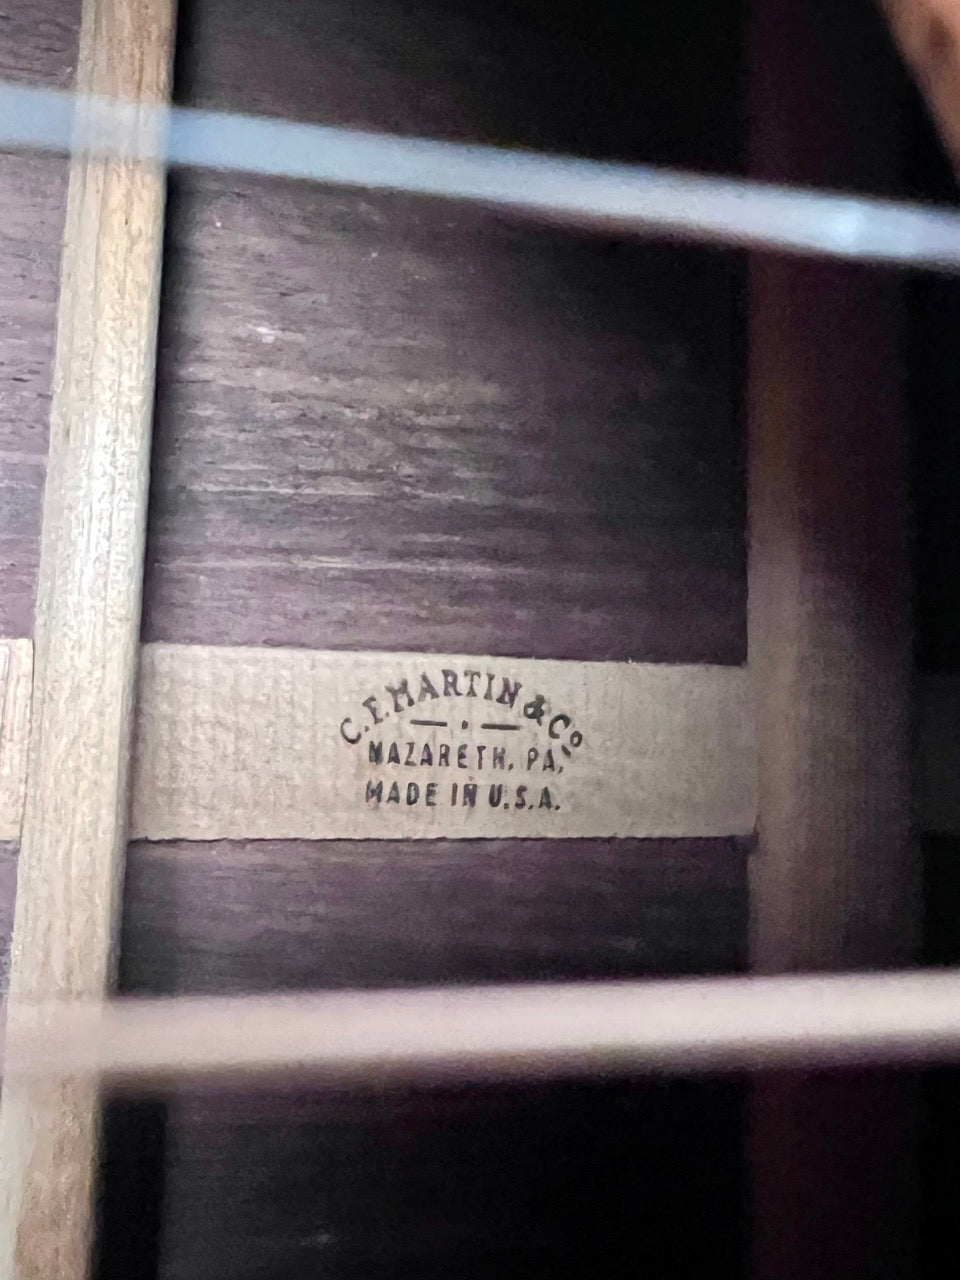 C.F. MARTIN & Cº
NAZARETH, PA.
MADE IN U.S.A.